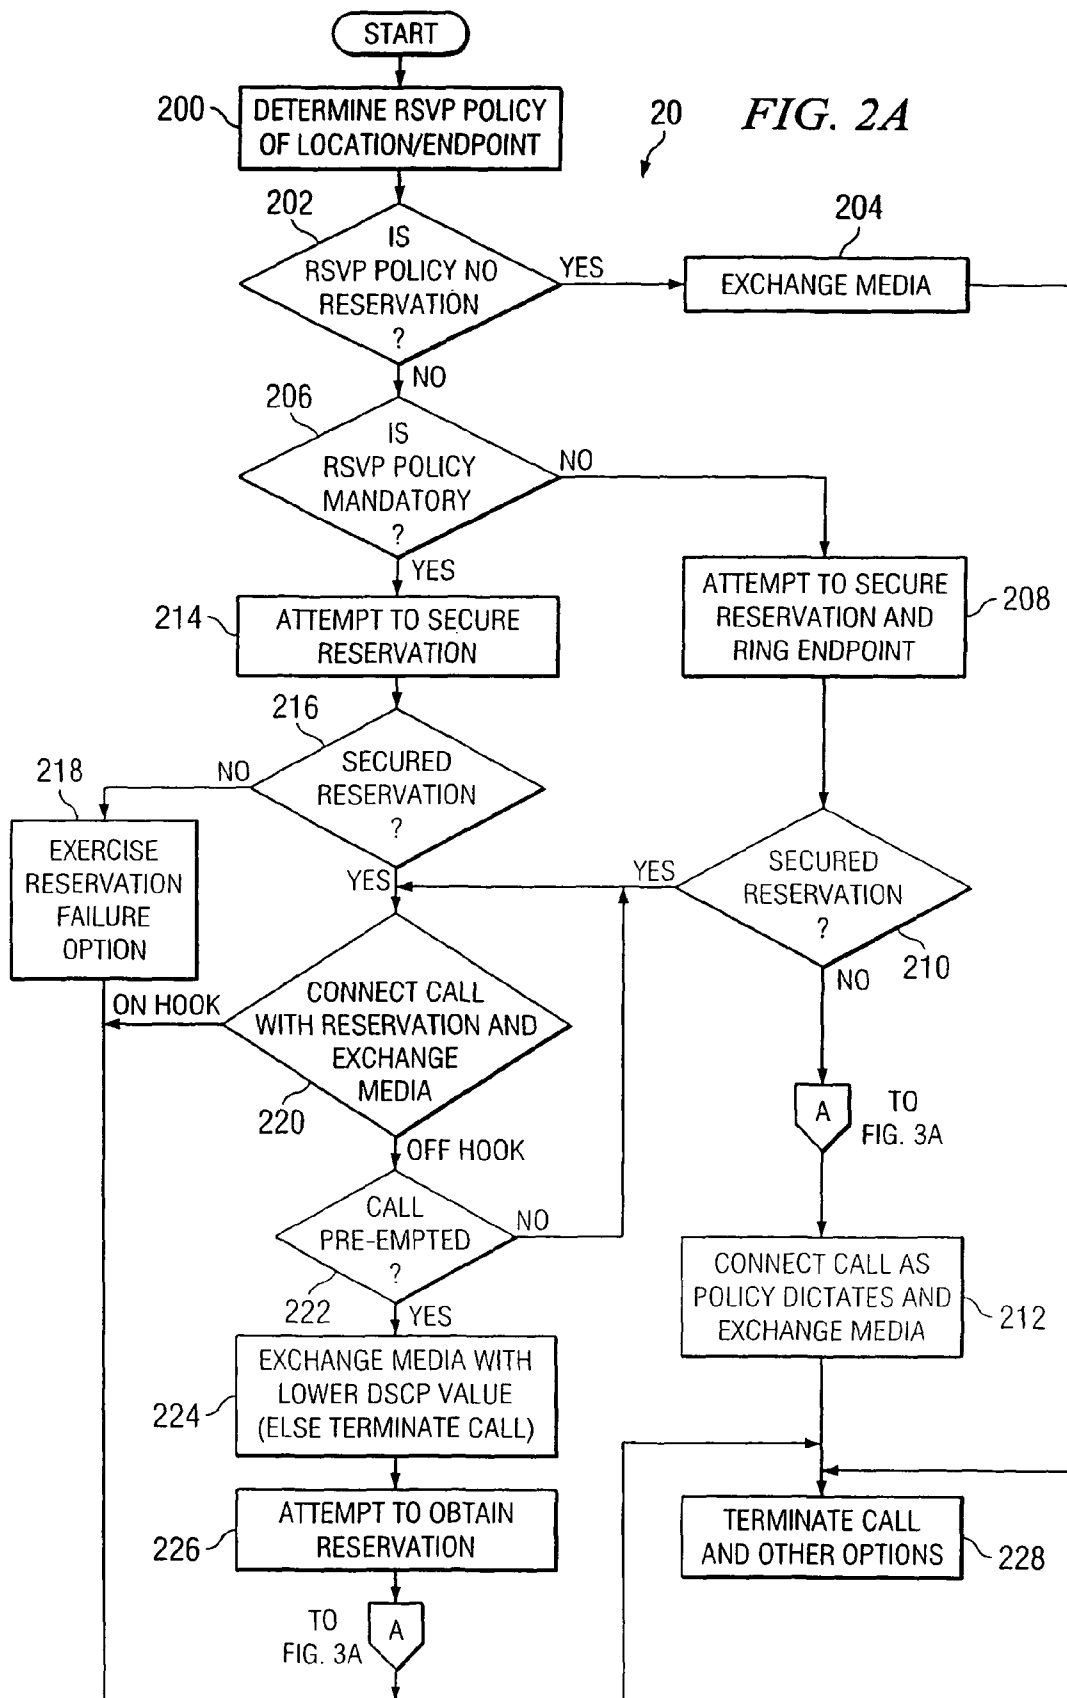 START
200
DETERMINE RSVP POLICY
OF LOCATION/ENDPOINT
20
FIG. 2A
202
IS
RSVP POLICY NO
RESERVATION
?
YES
204
EXCHANGE MEDIA
NO
206
IS
RSVP POLICY
MANDATORY
?
NO
YES
214
ATTEMPT TO SECURE
RESERVATION
ATTEMPT TO SECURE
RESERVATION AND
RING ENDPOINT
208
216
SECURED
RESERVATION
?
NO
218
EXERCISE
RESERVATION
FAILURE
OPTION
YES
YES
SECURED
RESERVATION
?
210
NO
ON HOOK
CONNECT CALL
WITH RESERVATION AND
EXCHANGE
MEDIA
220
OFF HOOK
A
TO
FIG. 3A
CALL
PRE-EMPTED
?
NO
222
YES
CONNECT CALL AS
POLICY DICTATES AND
EXCHANGE MEDIA
212
224
EXCHANGE MEDIA WITH
LOWER DSCP VALUE
(ELSE TERMINATE CALL)
226
ATTEMPT TO OBTAIN
RESERVATION
TERMINATE CALL
AND OTHER OPTIONS
228
TO
FIG. 3A
A